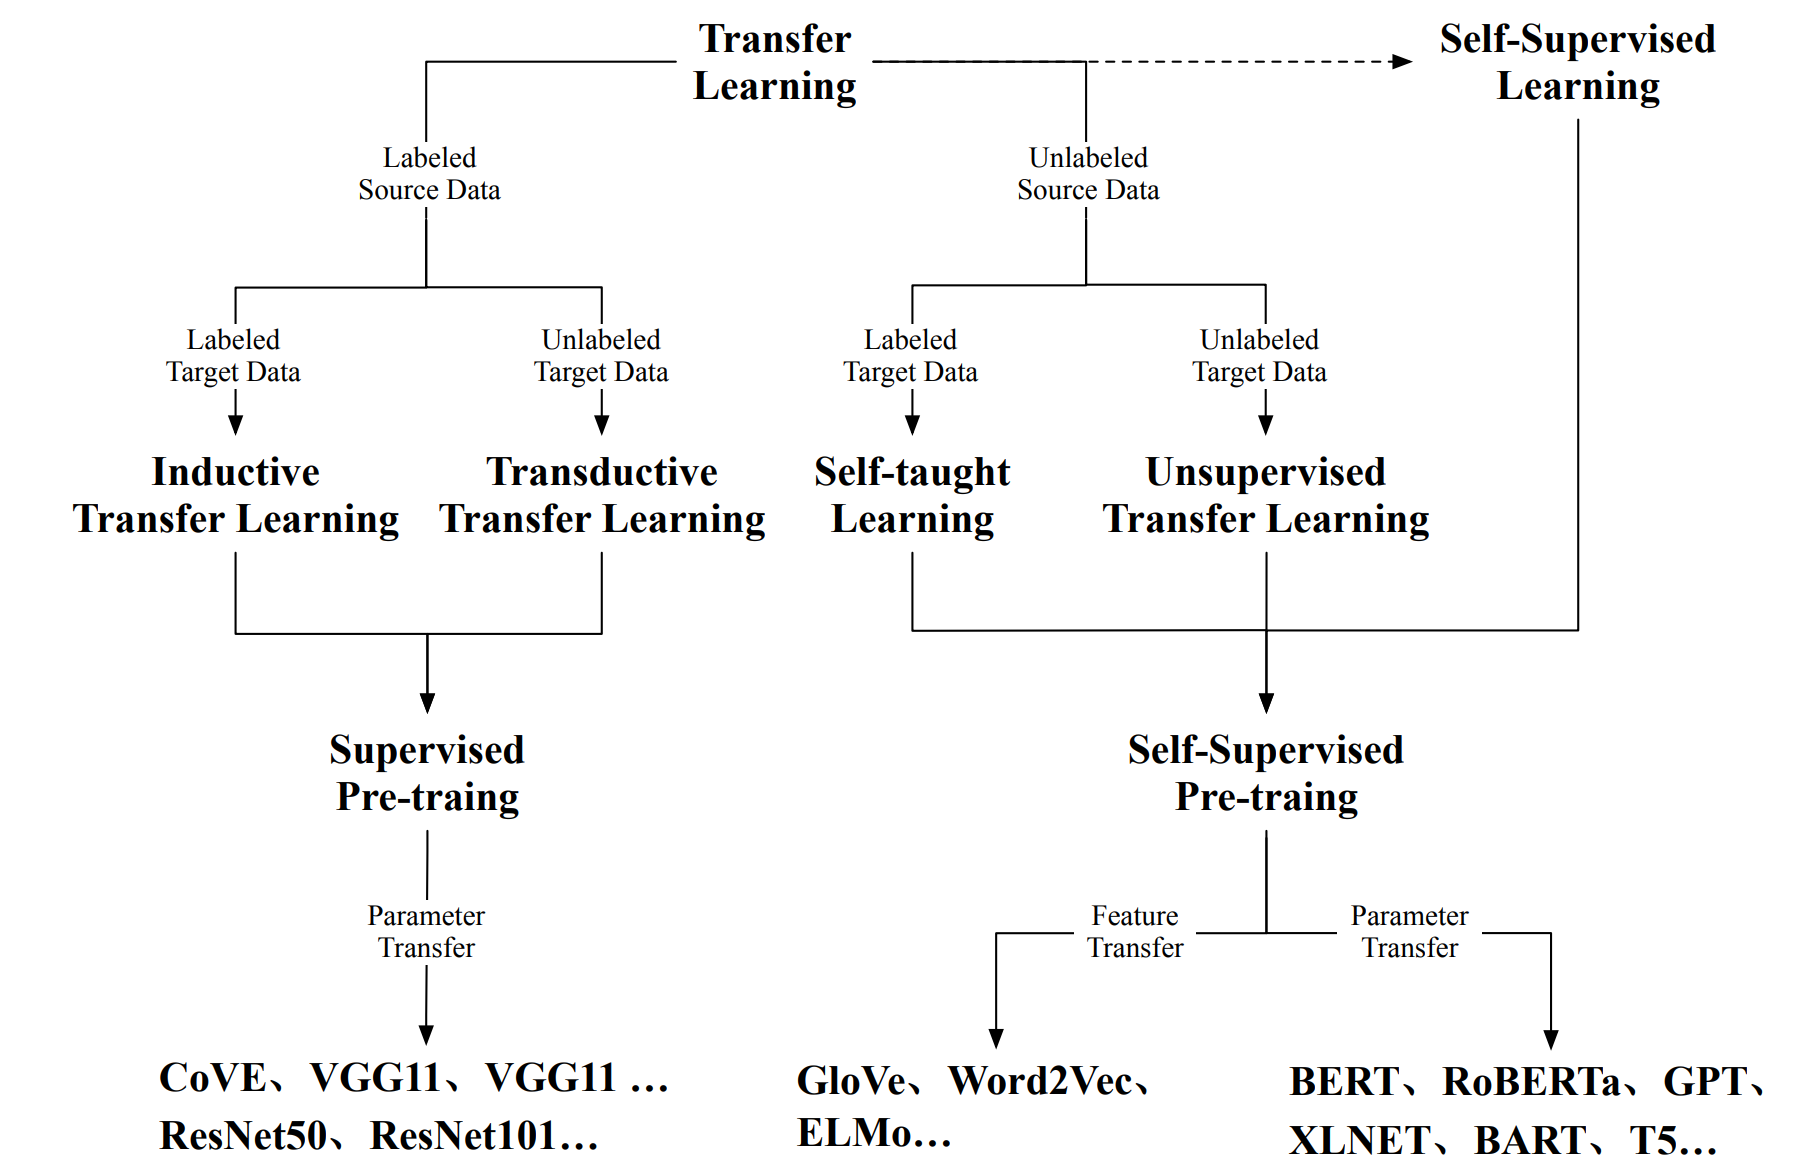 Transfer
Learning
Self-Supervised
Learning
Labeled
Source Data
Unlabeled
Source Data
Labeled
Target Data
Unlabeled
Target Data
Labeled
Target Data
Unlabeled
Target Data
Inductive
Transfer Learning
Transductive
Transfer Learning
Self-taught
Learning
Unsupervised
Transfer Learning
Supervised
Pre-traing
Self-Supervised
Pre-traing
Parameter
Transfer
Feature
Transfer
Parameter
Transfer
CoVE、VGG11、VGG11 …
ResNet50、ResNet101…
GloVe、Word2Vec、
ELMo…
BERT、RoBERTa、GPT、
XLNET、BART、T5…